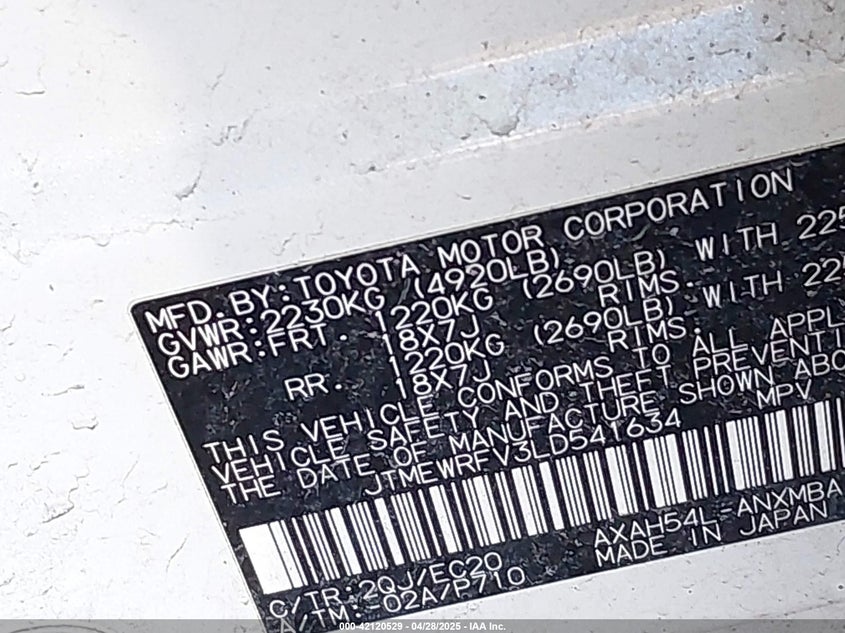 MFD.BY:TOYOTA MOTOR CORPORATION
GVWR:2230KG (4920LB)
GAWR:FRT. 1220KG (2690LB) WITH 225
18X7J RIMS.
RR. 1220KG (2690LB) WITH 225
18X7J RIMS.
THIS VEHICLE CONFORMS TO ALL APPL
VEHICLE SAFETY AND THEFT PREVENTI
THE DATE OF MANUFACTURE SHOWN ABO
JTMEWRFV3LD541634 MPV
C/TR:2QJ/EC20 AXAH54L-ANXMBA
A/TM:-02A/P710 MADE IN JAPAN
000-42120529 - 04/28/2025 - IAA Inc.